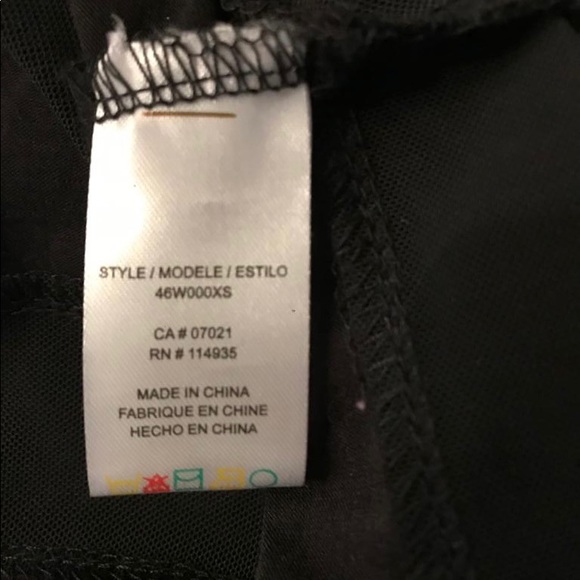 STYLE / MODELE / ESTILO
46W000XS
CA # 07021
RN # 114935
MADE IN CHINA
FABRIQUE EN CHINE
HECHO EN CHINA